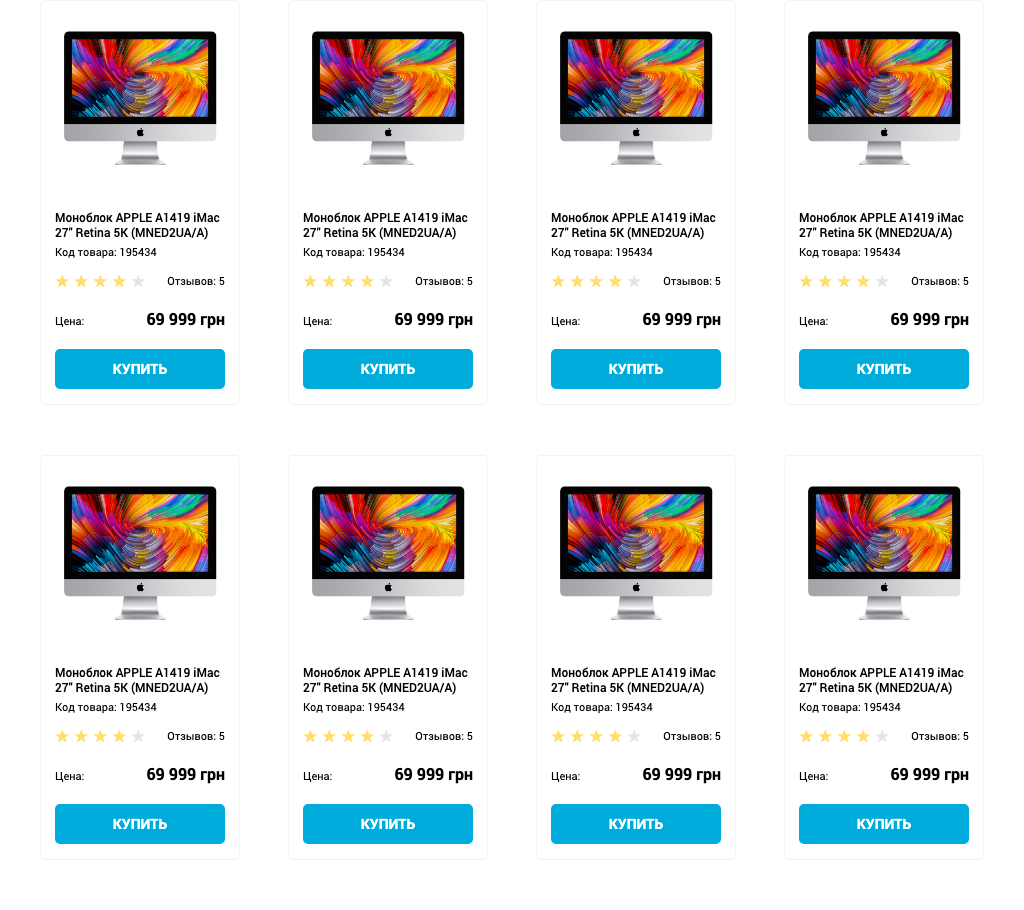 Моноблок APPLE A1419 iMac
27" Retina 5K (MNED2UA/A)
Код товара: 195434
Отзывов: 5
Цена: 69 999 грн
КУПИТЬ
Моноблок APPLE A1419 iMac
27" Retina 5K (MNED2UA/A)
Код товара: 195434
Отзывов: 5
Цена: 69 999 грн
КУПИТЬ
Моноблок APPLE A1419 iMac
27" Retina 5K (MNED2UA/A)
Код товара: 195434
Отзывов: 5
Цена: 69 999 грн
КУПИТЬ
Моноблок APPLE A1419 iMac
27" Retina 5K (MNED2UA/A)
Код товара: 195434
Отзывов: 5
Цена: 69 999 грн
КУПИТЬ
Моноблок APPLE A1419 iMac
27" Retina 5K (MNED2UA/A)
Код товара: 195434
Отзывов: 5
Цена: 69 999 грн
КУПИТЬ
Моноблок APPLE A1419 iMac
27" Retina 5K (MNED2UA/A)
Код товара: 195434
Отзывов: 5
Цена: 69 999 грн
КУПИТЬ
Моноблок APPLE A1419 iMac
27" Retina 5K (MNED2UA/A)
Код товара: 195434
Отзывов: 5
Цена: 69 999 грн
КУПИТЬ
Моноблок APPLE A1419 iMac
27" Retina 5K (MNED2UA/A)
Код товара: 195434
Отзывов: 5
Цена: 69 999 грн
КУПИТЬ